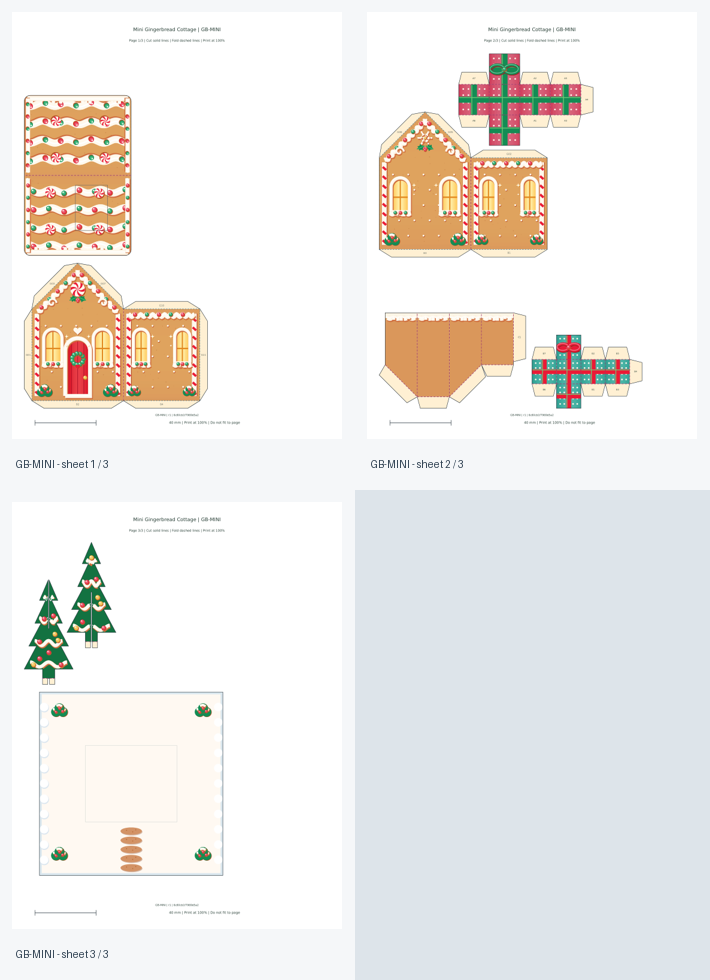 Mini Gingerbread Cottage | GB-MINI
Page 1/3 | Cut solid lines | Fold dashed lines | Print at 100%
40 mm | Print at 100% | Do not fit to page
GB-MINI - sheet 1 / 3
Mini Gingerbread Cottage | GB-MINI
Page 2/3 | Cut solid lines | Fold dashed lines | Print at 100%
40 mm | Print at 100% | Do not fit to page
GB-MINI - sheet 2 / 3
Mini Gingerbread Cottage | GB-MINI
Page 3/3 | Cut solid lines | Fold dashed lines | Print at 100%
40 mm | Print at 100% | Do not fit to page
GB-MINI - sheet 3 / 3